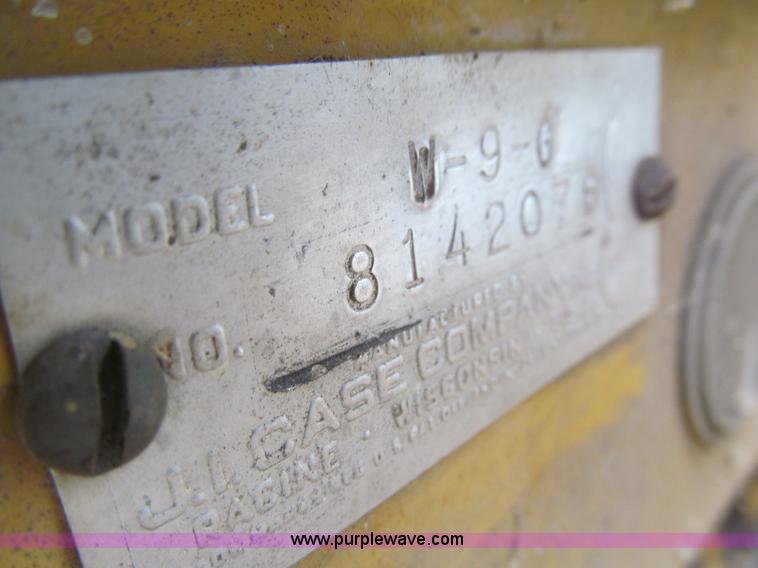 MODEL W-9-G
NO. 8142076
MANUFACTURED BY
J.I. CASE COMPANY
RACINE · WISCONSIN
www.purplewave.com